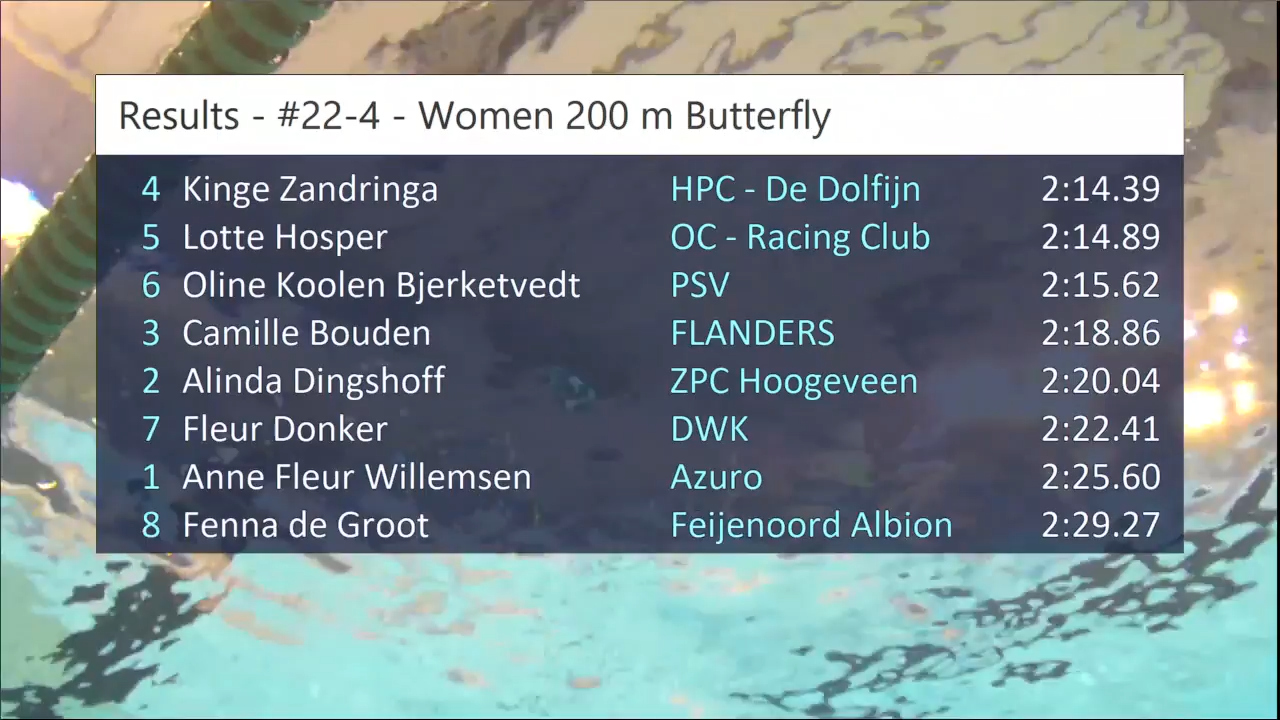 Results - #22-4 - Women 200 m Butterfly
4 Kinge Zandringa HPC - De Dolfijn 2:14.39
5 Lotte Hosper OC - Racing Club 2:14.89
6 Oline Koolen Bjerketvedt PSV 2:15.62
3 Camille Bouden FLANDERS 2:18.86
2 Alinda Dingshoff ZPC Hoogeveen 2:20.04
7 Fleur Donker DWK 2:22.41
1 Anne Fleur Willemsen Azuro 2:25.60
8 Fenna de Groot Feijenoord Albion 2:29.27